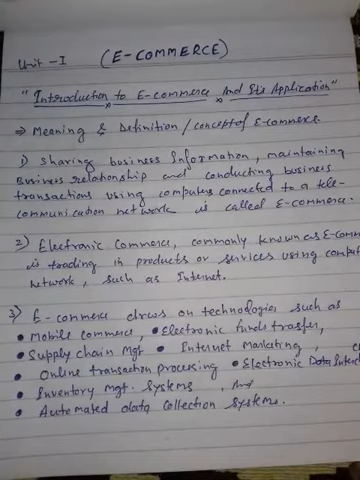 Unit - I (E-COMMERCE)
"Introduction to E-commerce And Its Application"
⇒ Meaning & Definition / concept of E-commerce
1) Sharing business Information, maintaining
Business relationship and conducting business
transactions using computers connected to a tele-
communication network is called E-commerce.
2) Electronic Commerce, commonly known as E-Comm
is trading in products or services using comput
network, such as Internet.
3) E-commerce draws on technologies such as
• Mobile commerce, • Electronic funds trasfer,
• Supply chain Mgt • Internet Marketing,
• Online transaction processing • Electronic Data Interc
• Inventory Mgt. Systems, And
• Automated data Collection Systems.